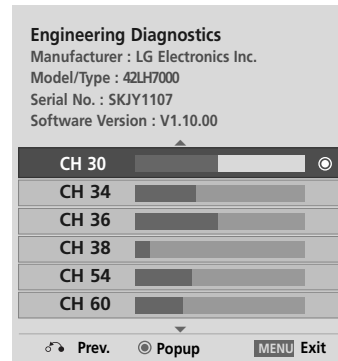 Engineering Diagnostics
Manufacturer : LG Electronics Inc.
Model/Type : 42LH7000
Serial No. : SKJY1107
Software Version : V1.10.00
CH 30
CH 34
CH 36
CH 38
CH 54
CH 60
Prev. Popup MENU Exit